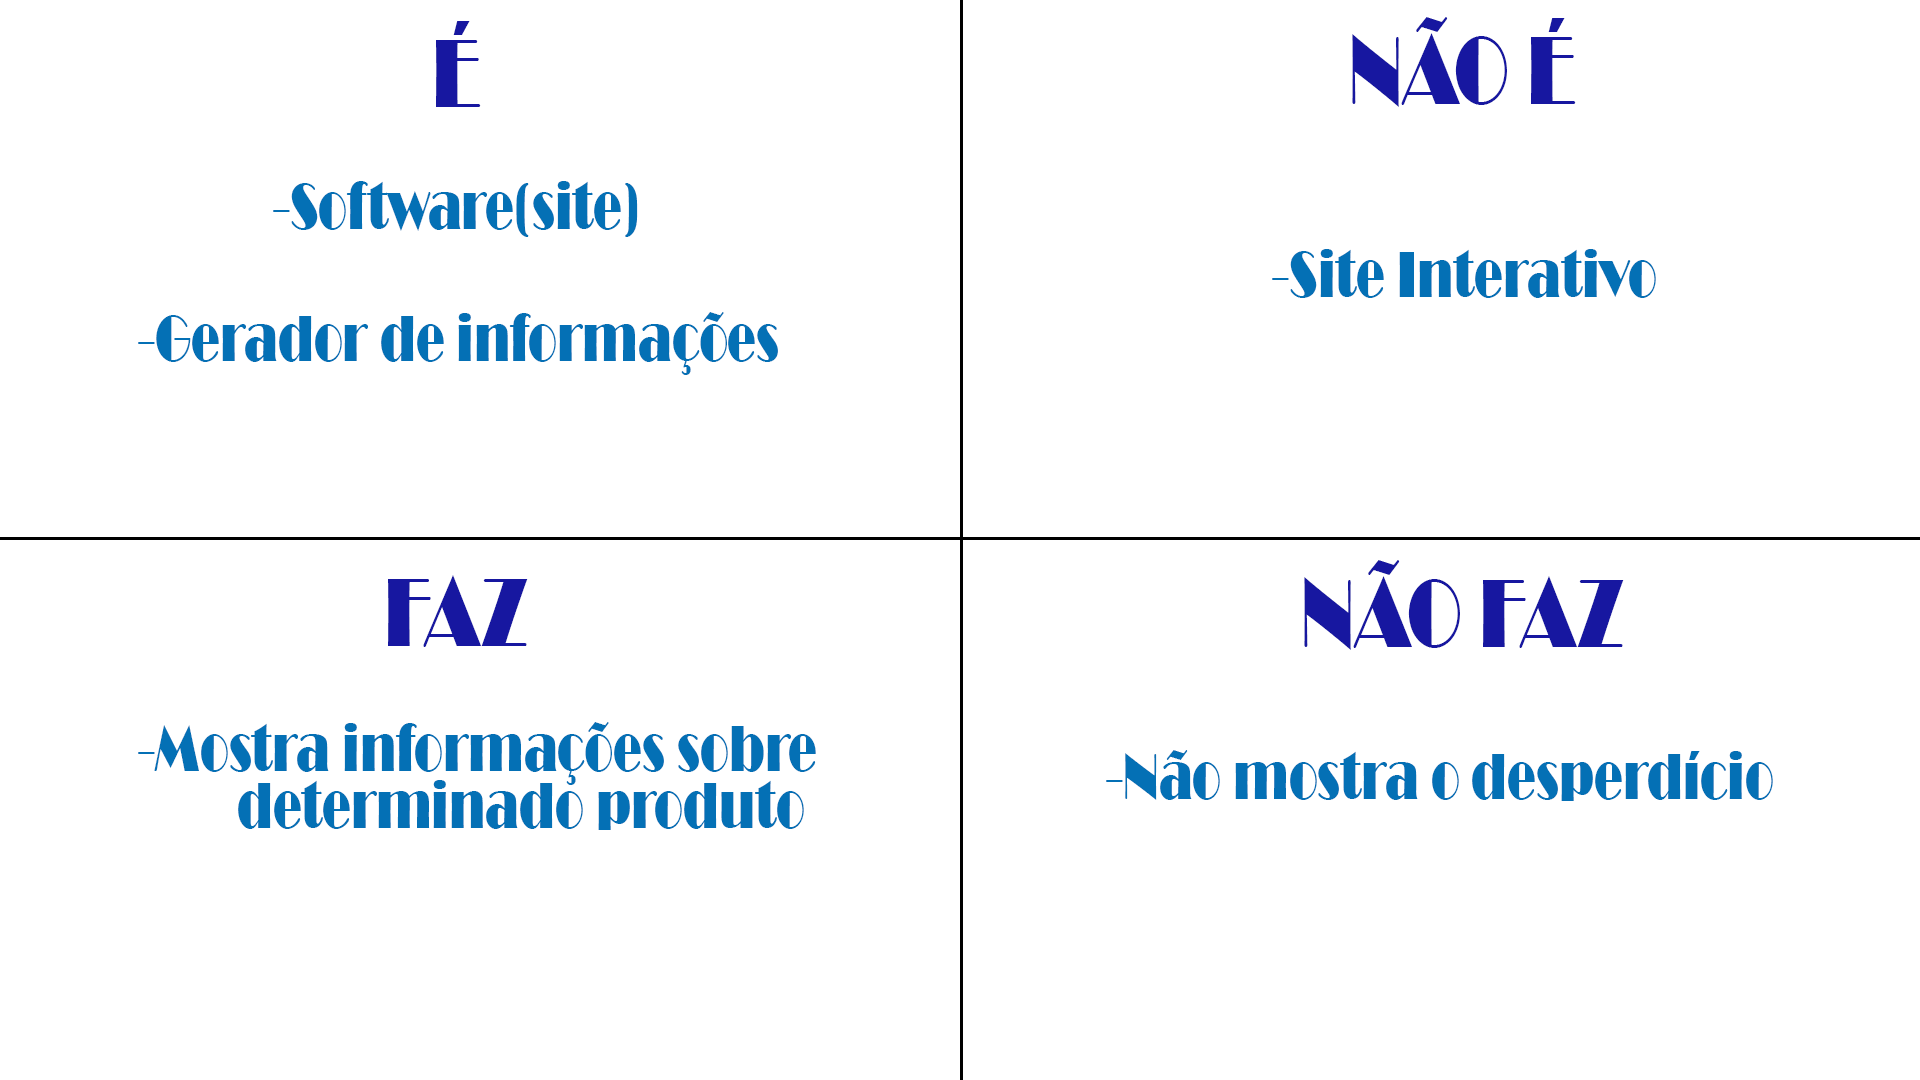 É
-Software(site)
-Gerador de informações
NÃO É
-Site Interativo
FAZ
-Mostra informações sobre
determinado produto
NÃO FAZ
-Não mostra o desperdício